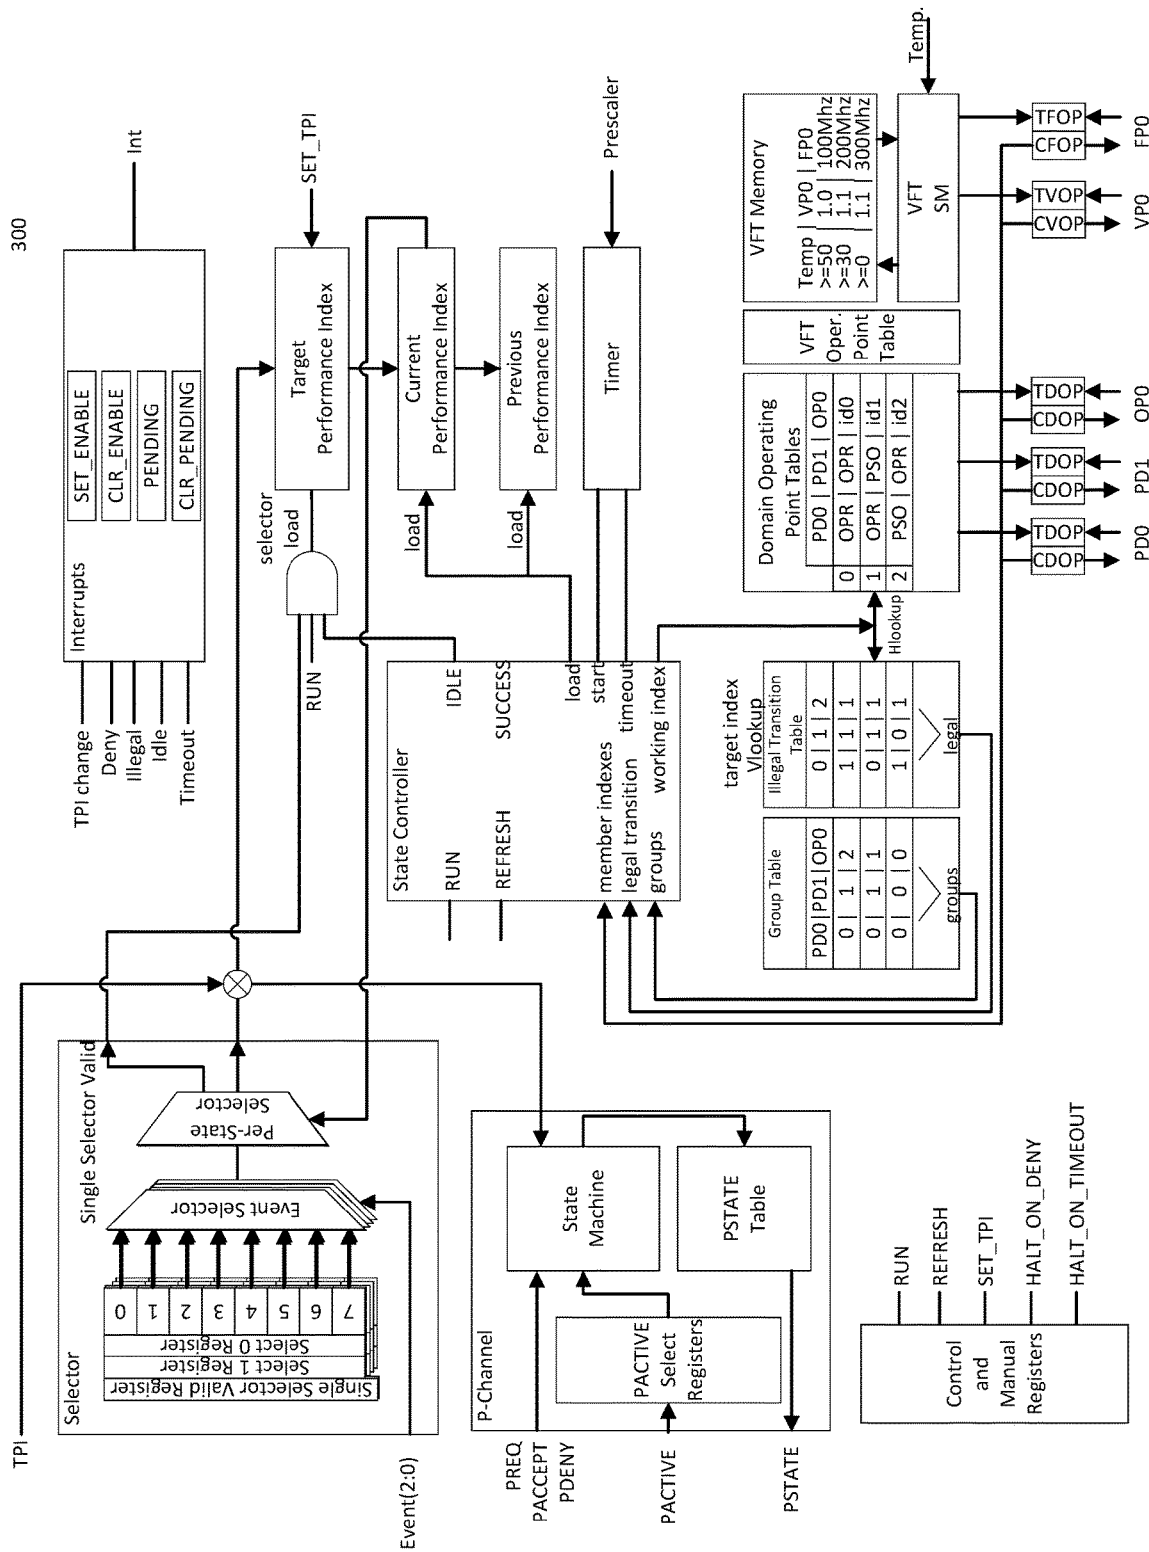 300
TPI
Selector
Single Selector Valid
Single Selector Valid Register
Select 1 Register
Select 0 Register
0
1
2
3
4
5
6
7
Event Selector
Per-State
Selector
Event(2:0)
Interrupts
TPI change
Deny
Illegal
Idle
Timeout
SET_ENABLE
CLR_ENABLE
PENDING
CLR_PENDING
Int
selector
load
RUN
Target
Performance Index
SET_TPI
load
Current
Performance Index
load
Previous
Performance Index
Timer
Prescaler
State Controller
RUN
REFRESH
IDLE
SUCCESS
load
start
timeout
working index
member indexes
legal transition
groups
P-Channel
PREQ
PACCEPT
PDENY
PACTIVE
PSTATE
State
Machine
PACTIVE
Select
Registers
PSTATE
Table
Control
and
Manual
Registers
RUN
REFRESH
SET_TPI
HALT_ON_DENY
HALT_ON_TIMEOUT
Group Table
PD0|PD1|OP0
0 | 1 | 2
0 | 1 | 1
0 | 0 | 0
groups
target index
Vlookup
Illegal Transition
Table
0 | 1 | 2
1 | 1 | 1
0 | 1 | 1
1 | 0 | 1
legal
Hlookup
Domain Operating
Point Tables
PD0 | PD1 | OP0
0 OPR | OPR | id0
1 OPR | PSO | id1
2 PSO | OPR | id2
VFT
Oper.
Point
Table
VFT Memory
Temp | VP0 | FP0
>=50 | 1.0 | 100Mhz
>=30 | 1.1 | 200Mhz
>=0 | 1.1 | 300Mhz
VFT
SM
Temp.
CDOP TDOP
PD0
CDOP TDOP
PD1
CDOP TDOP
OP0
CVOP TVOP
VP0
CFOP TFOP
FP0